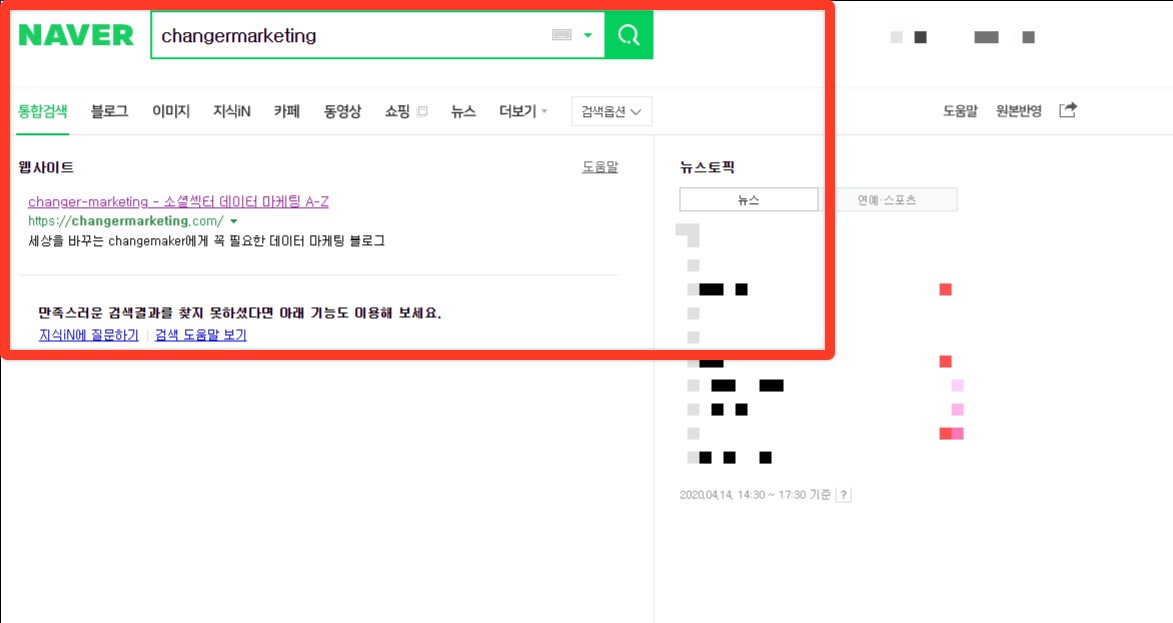 NAVER changermarketing
통합검색 블로그 이미지 지식iN 카페 동영상 쇼핑 뉴스 더보기 검색옵션 도움말 원본반영
웹사이트 도움말
changer-marketing - 소셜섹터 데이터 마케팅 A-Z
https://changermarketing.com/
세상을 바꾸는 changemaker에게 꼭 필요한 데이터 마케팅 블로그
만족스러운 검색결과를 찾지 못하셨다면 아래 기능도 이용해 보세요.
지식iN에 질문하기 | 검색 도움말 보기
뉴스토픽
뉴스 연예·스포츠
2020.04.14. 14:30 ~ 17:30 기준 ?